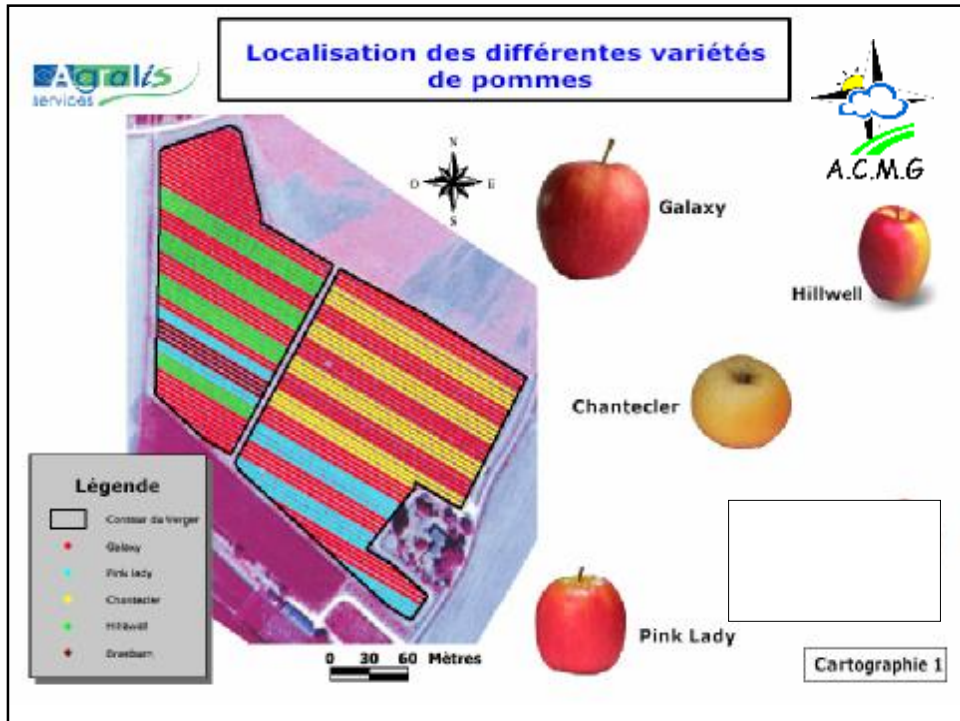 Localisation des différentes variétés
de pommes
Agralis
services
A.C.M.G
N
O
E
S
Galaxy
Hillwell
Chantecler
Pink Lady
Légende
Contour du Verger
Galaxy
Pink lady
Chantecler
Hillwell
Braeburn
0 30 60 Mètres
Cartographie 1